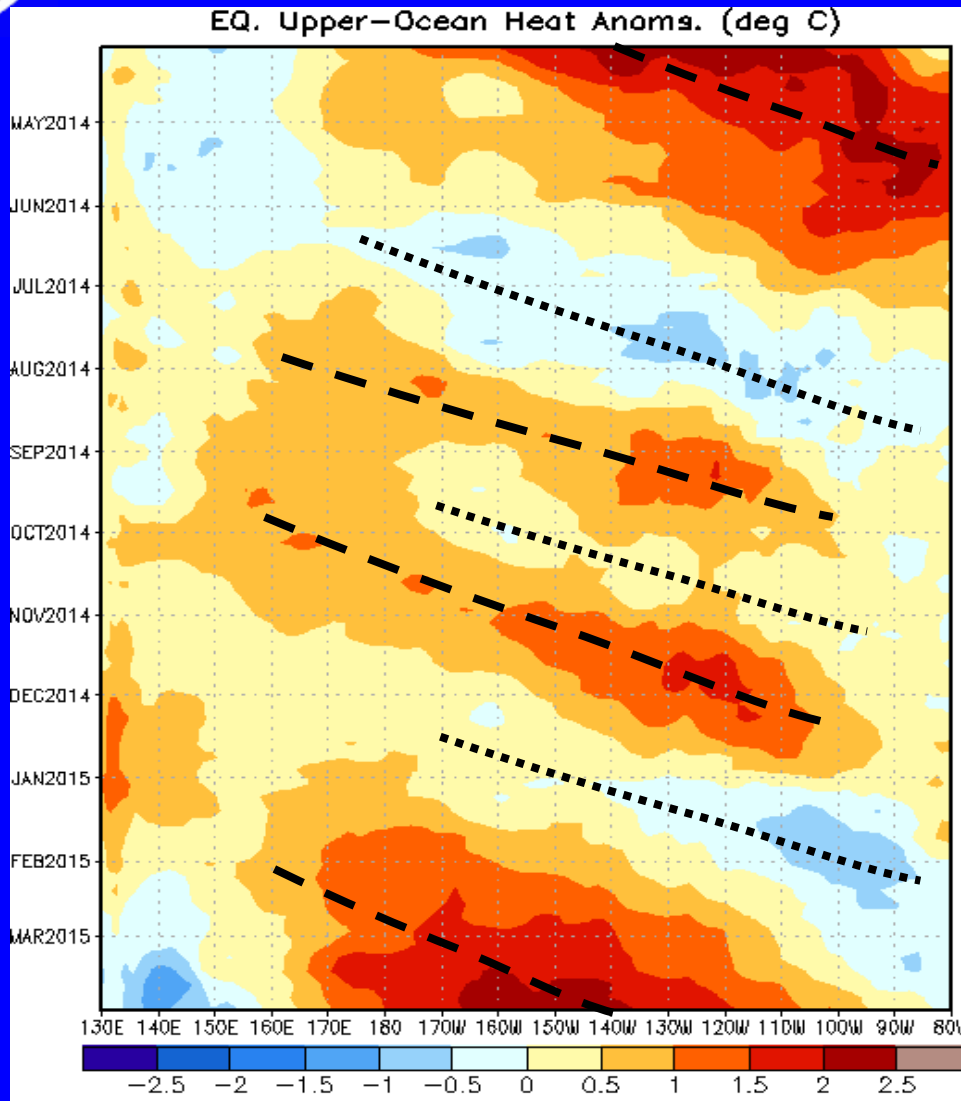 EQ. Upper-Ocean Heat Anoms. (deg C)
MAY2014
JUN2014
JUL2014
AUG2014
SEP2014
OCT2014
NOV2014
DEC2014
JAN2015
FEB2015
MAR2015
130E 140E 150E 160E 170E 180 170W 160W 150W 140W 130W 120W 110W 100W 90W 80W
-2.5 -2 -1.5 -1 -0.5 0 0.5 1 1.5 2 2.5